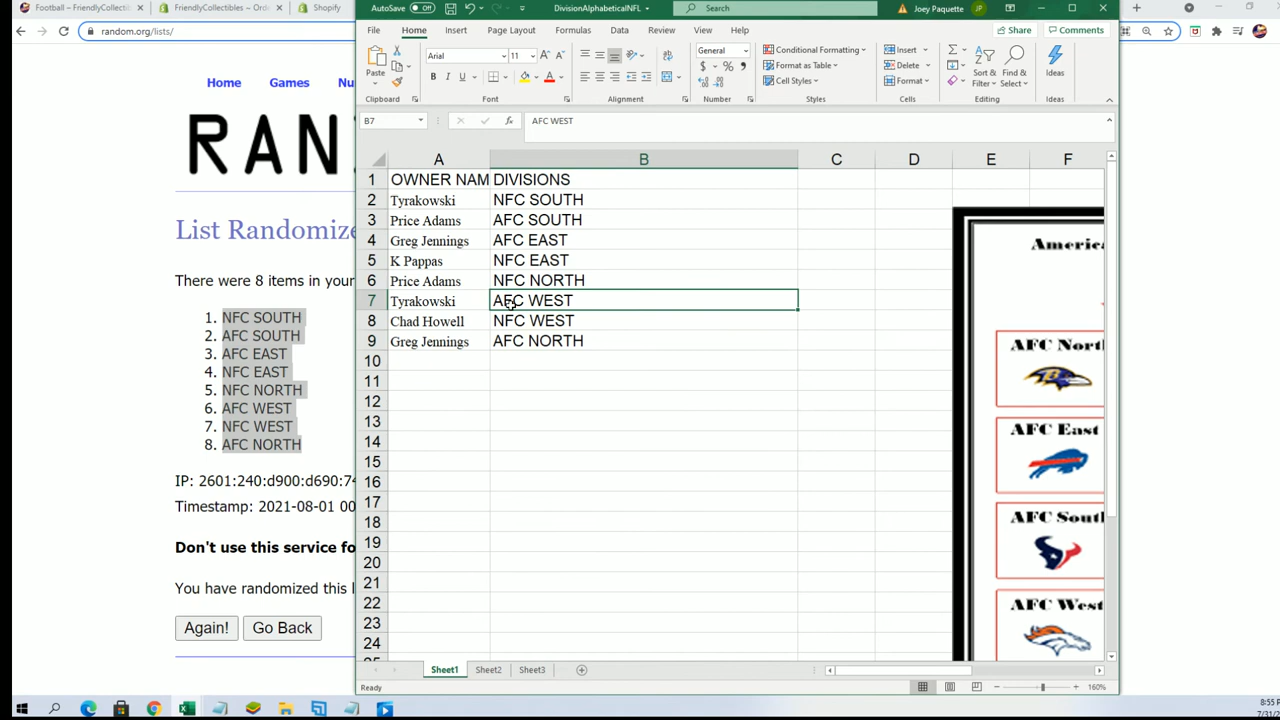 Football – FriendlyCollecti
FriendlyCollectibles ~ Ord
Shopify
random.org/lists/
AutoSave Off
DivisionAlphabeticalNFL
Search
Joey Paquette JP
File Home Insert Page Layout Formulas Data Review View Help
Share Comments
Paste
Arial 11
General
Conditional Formatting
Format as Table
Cell Styles
Insert
Delete
Format
Sort & Filter
Find & Select
Ideas
Clipboard Font Alignment Number Styles Cells Editing Ideas
B7 AFC WEST
A B C D E F
1 OWNER NAM DIVISIONS
2 Tyrakowski NFC SOUTH
3 Price Adams AFC SOUTH
4 Greg Jennings AFC EAST
5 K Pappas NFC EAST
6 Price Adams NFC NORTH
7 Tyrakowski AFC WEST
8 Chad Howell NFC WEST
9 Greg Jennings AFC NORTH
10
11
12
13
14
15
16
17
18
19
20
21
22
23
24
25
America
AFC Nort
AFC East
AFC Sout
AFC West
Sheet1 Sheet2 Sheet3
Ready
160%
Home Games Nu
RAN
List Randomize
There were 8 items in your
1. NFC SOUTH
2. AFC SOUTH
3. AFC EAST
4. NFC EAST
5. NFC NORTH
6. AFC WEST
7. NFC WEST
8. AFC NORTH
IP: 2601:240:d900:d690:74
Timestamp: 2021-08-01 00
Don't use this service fo
You have randomized this l
Again! Go Back
8:55 P
7/31/2